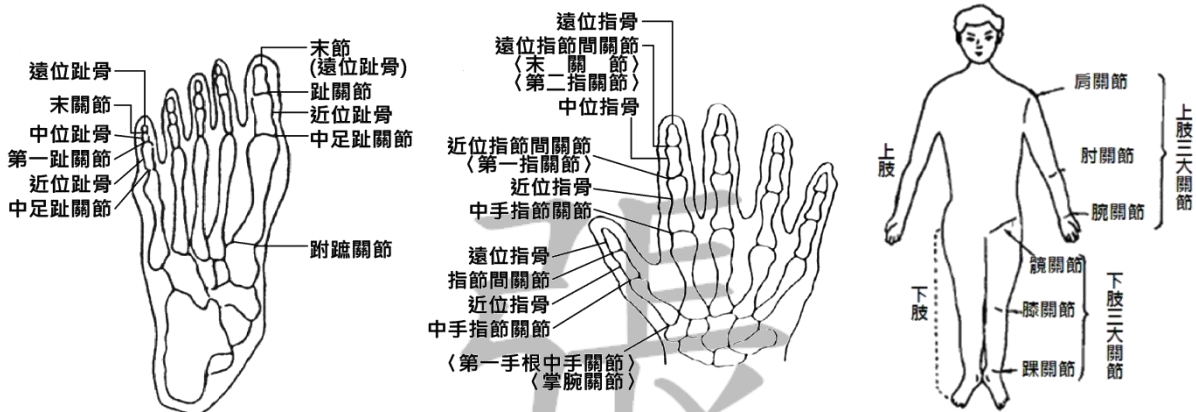 遠位趾骨
末關節
中位趾骨
第一趾關節
近位趾骨
中足趾關節
末節
(遠位趾骨)
趾關節
近位趾骨
中足趾關節
跗蹠關節
遠位指骨
遠位指節間關節
〈末關節〉
〈第二指關節〉
中位指骨
近位指節間關節
〈第一指關節〉
近位指骨
中手指節關節
遠位指骨
指節間關節
近位指骨
中手指節關節
〈第一手根中手關節〉
〈掌腕關節〉
上肢
下肢
肩關節
肘關節
腕關節
上肢三大關節
髖關節
膝關節
踝關節
下肢三大關節